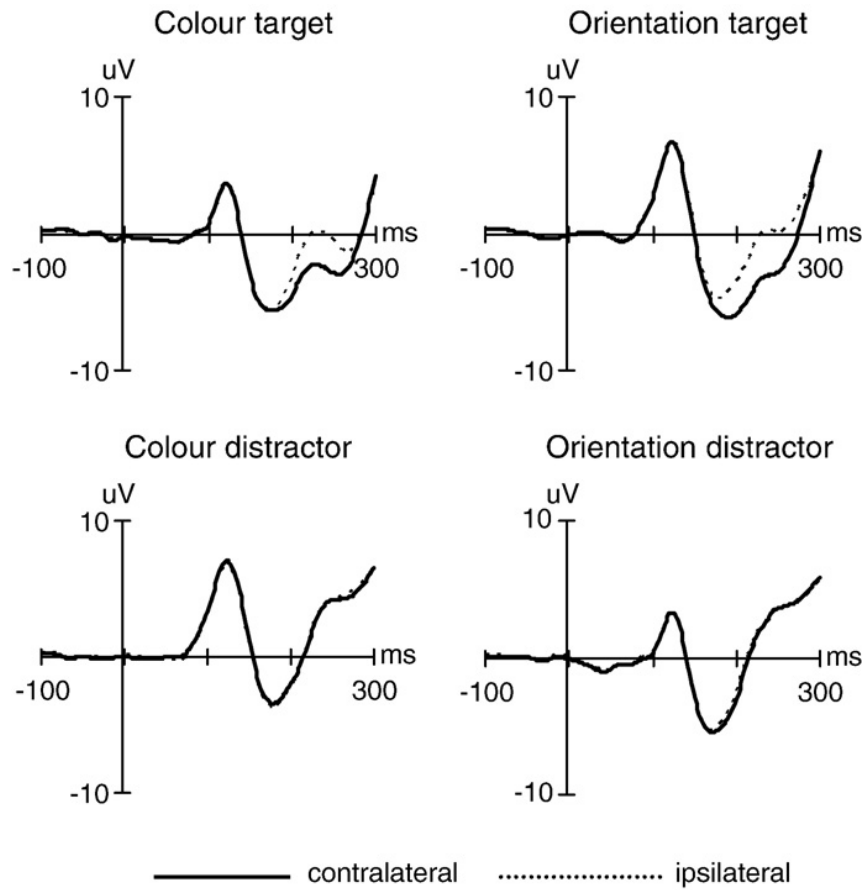 Colour target
uV
10
ms
-100
300
-10
Orientation target
uV
10
ms
-100
300
-10
Colour distractor
uV
10
ms
-100
300
-10
Orientation distractor
uV
10
ms
-100
300
-10
contralateral
ipsilateral